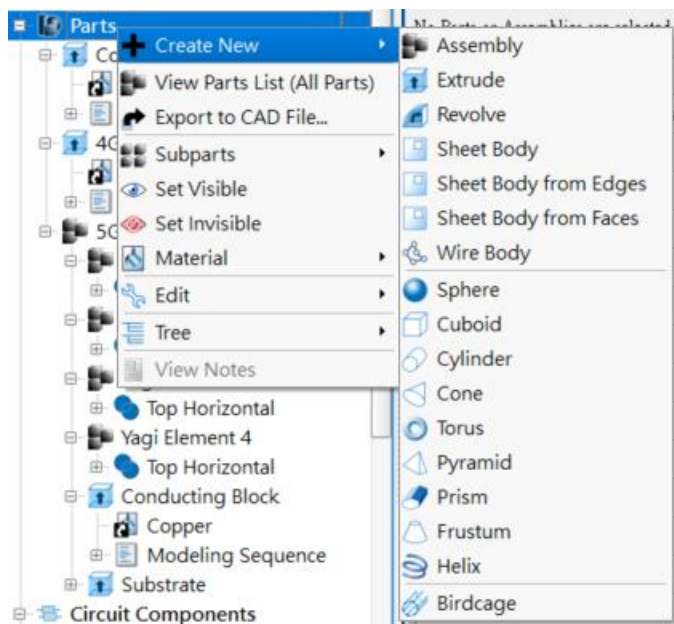 Parts
No Parts or Assemblies are selected
Create New
View Parts List (All Parts)
Export to CAD File...
Subparts
Set Visible
Set Invisible
Material
Edit
Tree
View Notes
Assembly
Extrude
Revolve
Sheet Body
Sheet Body from Edges
Sheet Body from Faces
Wire Body
Sphere
Cuboid
Cylinder
Cone
Torus
Pyramid
Prism
Frustum
Helix
Birdcage
Co
4G
5G
Top Horizontal
Yagi Element 4
Top Horizontal
Conducting Block
Copper
Modeling Sequence
Substrate
Circuit Components